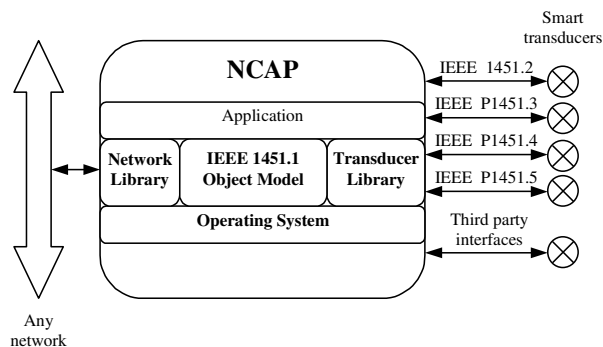 Smart
transducers
NCAP
IEEE 1451.2
Application
IEEE P1451.3
Network
Library
IEEE 1451.1
Object Model
Transducer
Library
IEEE P1451.4
IEEE P1451.5
Operating System
Third party
interfaces
Any
network